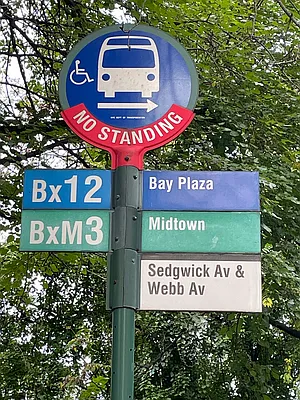 NO STANDING
Bx12 Bay Plaza
BxM3 Midtown
Sedgwick Av &
Webb Av